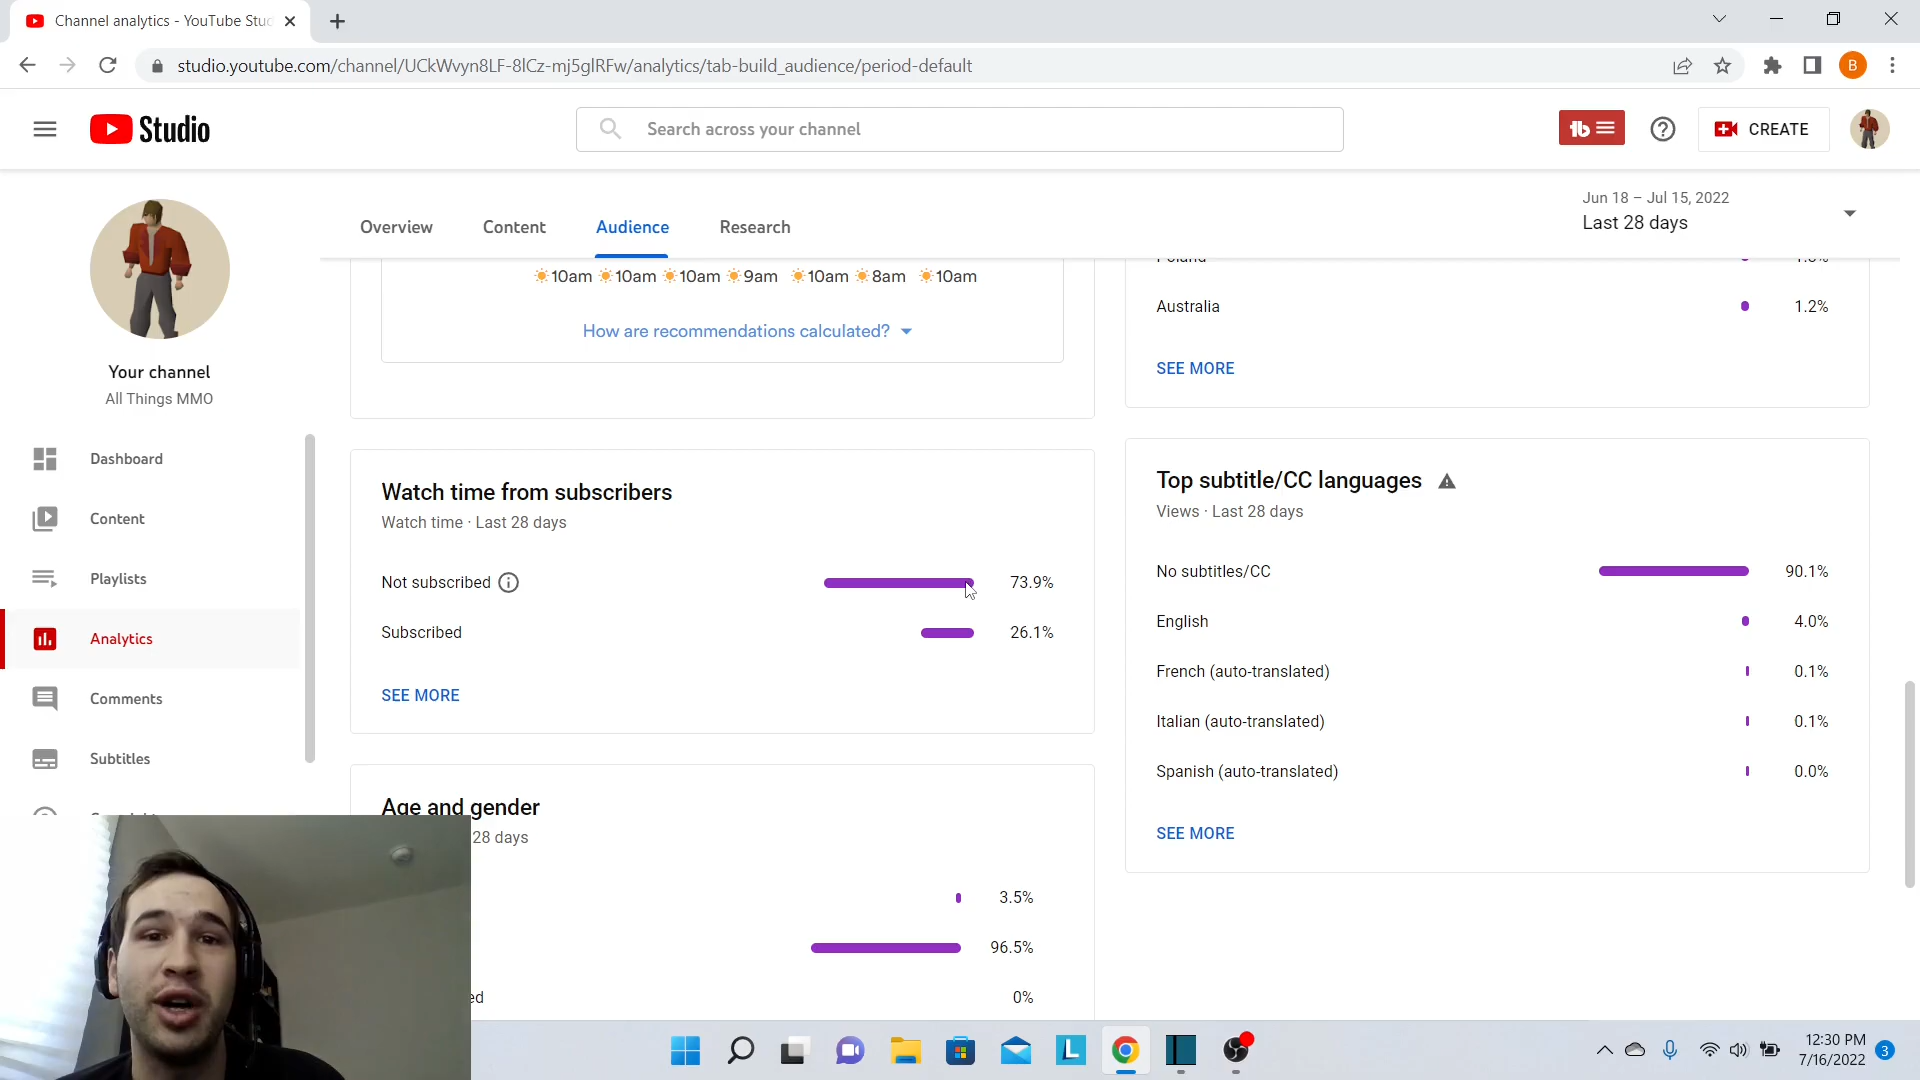 Channel analytics - YouTube Stud
studio.youtube.com/channel/UCkWvyn8LF-8lCz-mj5glRFw/analytics/tab-build_audience/period-default
B
Studio
Search across your channel
CREATE
Your channel
All Things MMO
Dashboard
Content
Playlists
Analytics
Comments
Subtitles
Overview
Content
Audience
Research
Jun 18 – Jul 15, 2022
Last 28 days
10am 10am 10am 9am 10am 8am 10am
How are recommendations calculated?
Watch time from subscribers
Watch time · Last 28 days
Not subscribed 73.9%
Subscribed 26.1%
SEE MORE
Age and gender
28 days
3.5%
96.5%
ed 0%
Poland
Australia 1.2%
SEE MORE
Top subtitle/CC languages
Views · Last 28 days
No subtitles/CC 90.1%
English 4.0%
French (auto-translated) 0.1%
Italian (auto-translated) 0.1%
Spanish (auto-translated) 0.0%
SEE MORE
L
12:30 PM
7/16/2022
3